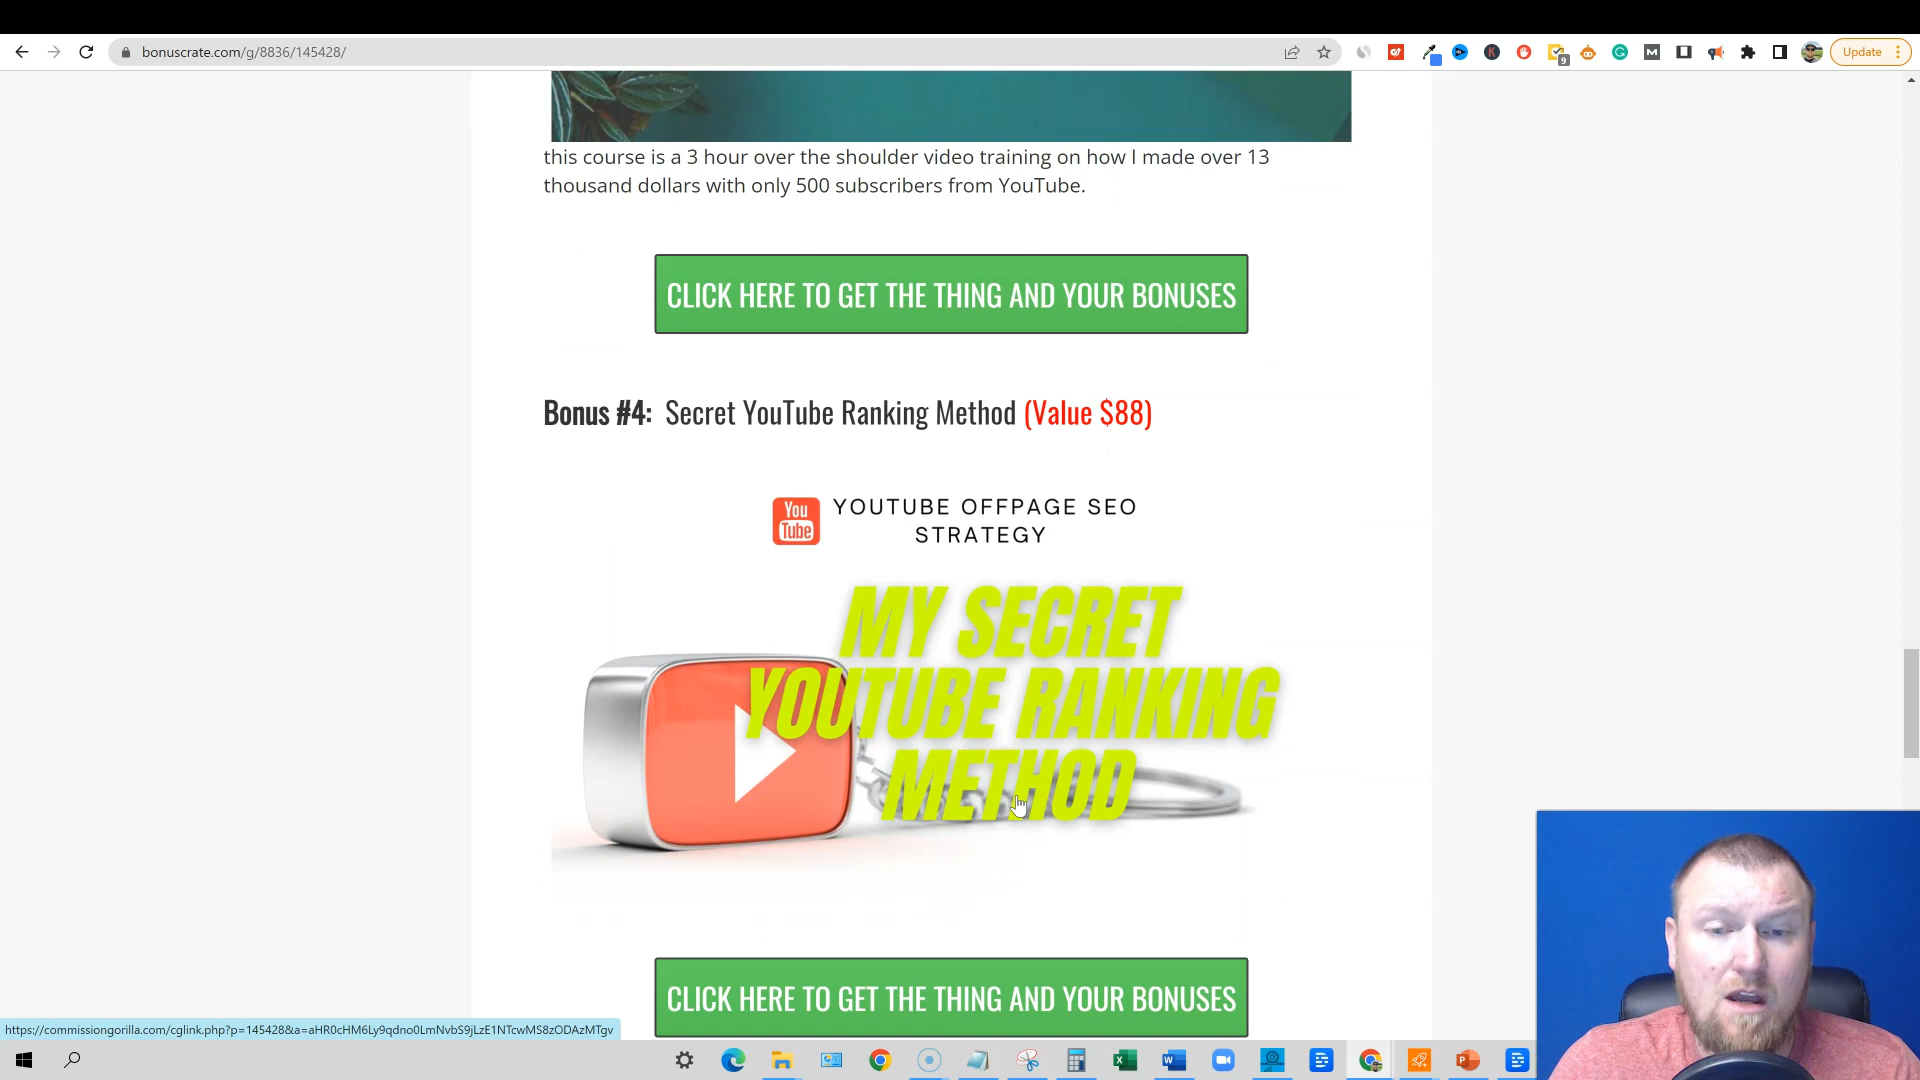 bonuscrate.com/g/8836/145428/
Update
9
this course is a 3 hour over the shoulder video training on how I made over 13
thousand dollars with only 500 subscribers from YouTube.
CLICK HERE TO GET THE THING AND YOUR BONUSES
Bonus #4: Secret YouTube Ranking Method (Value $88)
You
Tube
YOUTUBE OFFPAGE SEO
STRATEGY
MY SECRET
YOUTUBE RANKING
METHOD
CLICK HERE TO GET THE THING AND YOUR BONUSES
https://commissiongorilla.com/cglink.php?p=145428&a=aHR0cHM6Ly9qdno0LmNvbS9jLzE1NTcwMS8zODAzMTgv